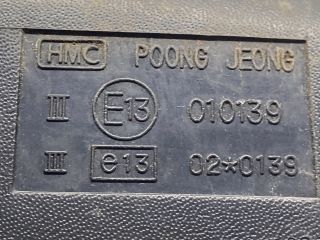 HMC POONG JEONG
III E13 010139
III e13 02*0139